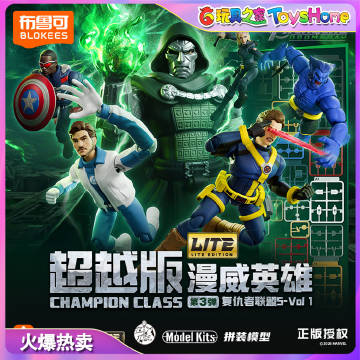 布鲁可
BLOKEES
玩具之家 ToysHome
LITE
LITE EDITION
超越版
漫威英雄
CHAMPION CLASS
第3弹 复仇者联盟5-Vol 1
火爆热卖
Model Kits
拼装模型
正版授权
© 2025 MARVEL